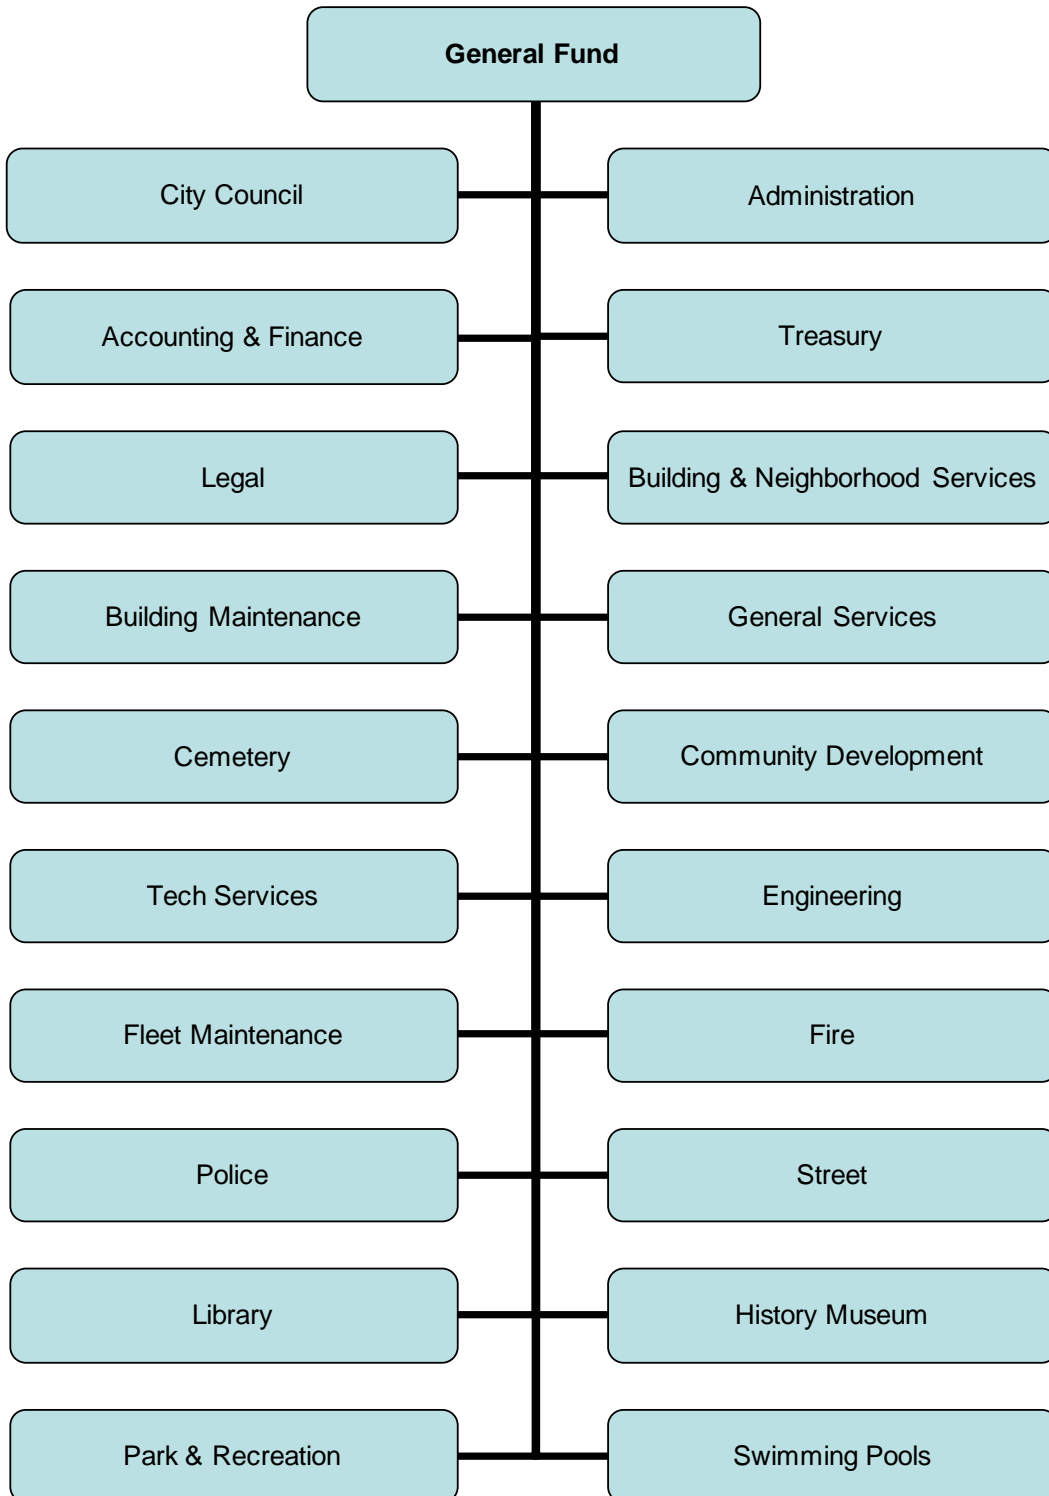 General Fund
City Council
Administration
Accounting & Finance
Treasury
Legal
Building & Neighborhood Services
Building Maintenance
General Services
Cemetery
Community Development
Tech Services
Engineering
Fleet Maintenance
Fire
Police
Street
Library
History Museum
Park & Recreation
Swimming Pools